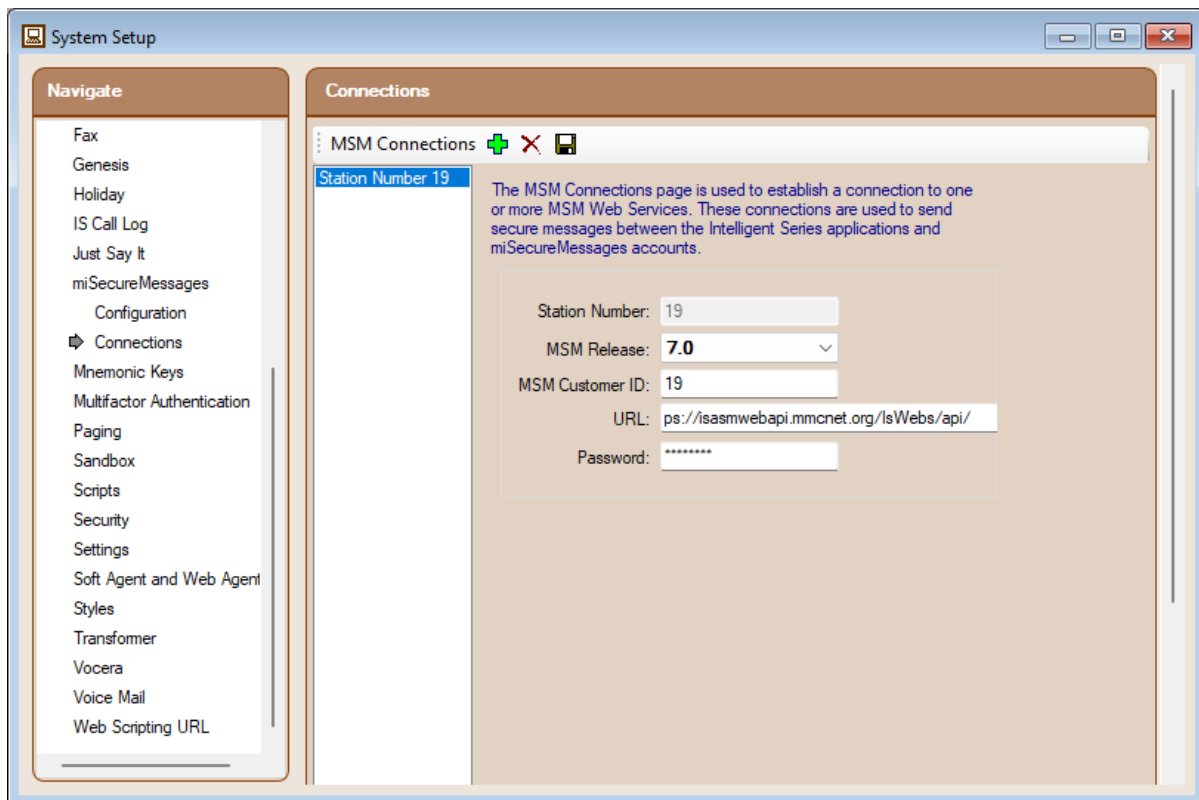 System Setup
Navigate
Fax
Genesis
Holiday
IS Call Log
Just Say It
miSecureMessages
Configuration
Connections
Mnemonic Keys
Multifactor Authentication
Paging
Sandbox
Scripts
Security
Settings
Soft Agent and Web Agent
Styles
Transformer
Vocera
Voice Mail
Web Scripting URL
Connections
MSM Connections
Station Number 19
The MSM Connections page is used to establish a connection to one
or more MSM Web Services. These connections are used to send
secure messages between the Intelligent Series applications and
miSecureMessages accounts.
Station Number: 19
MSM Release: 7.0
MSM Customer ID: 19
URL: ps://isasmwebapi.mmcnet.org/IsWebs/api/
Password: ********